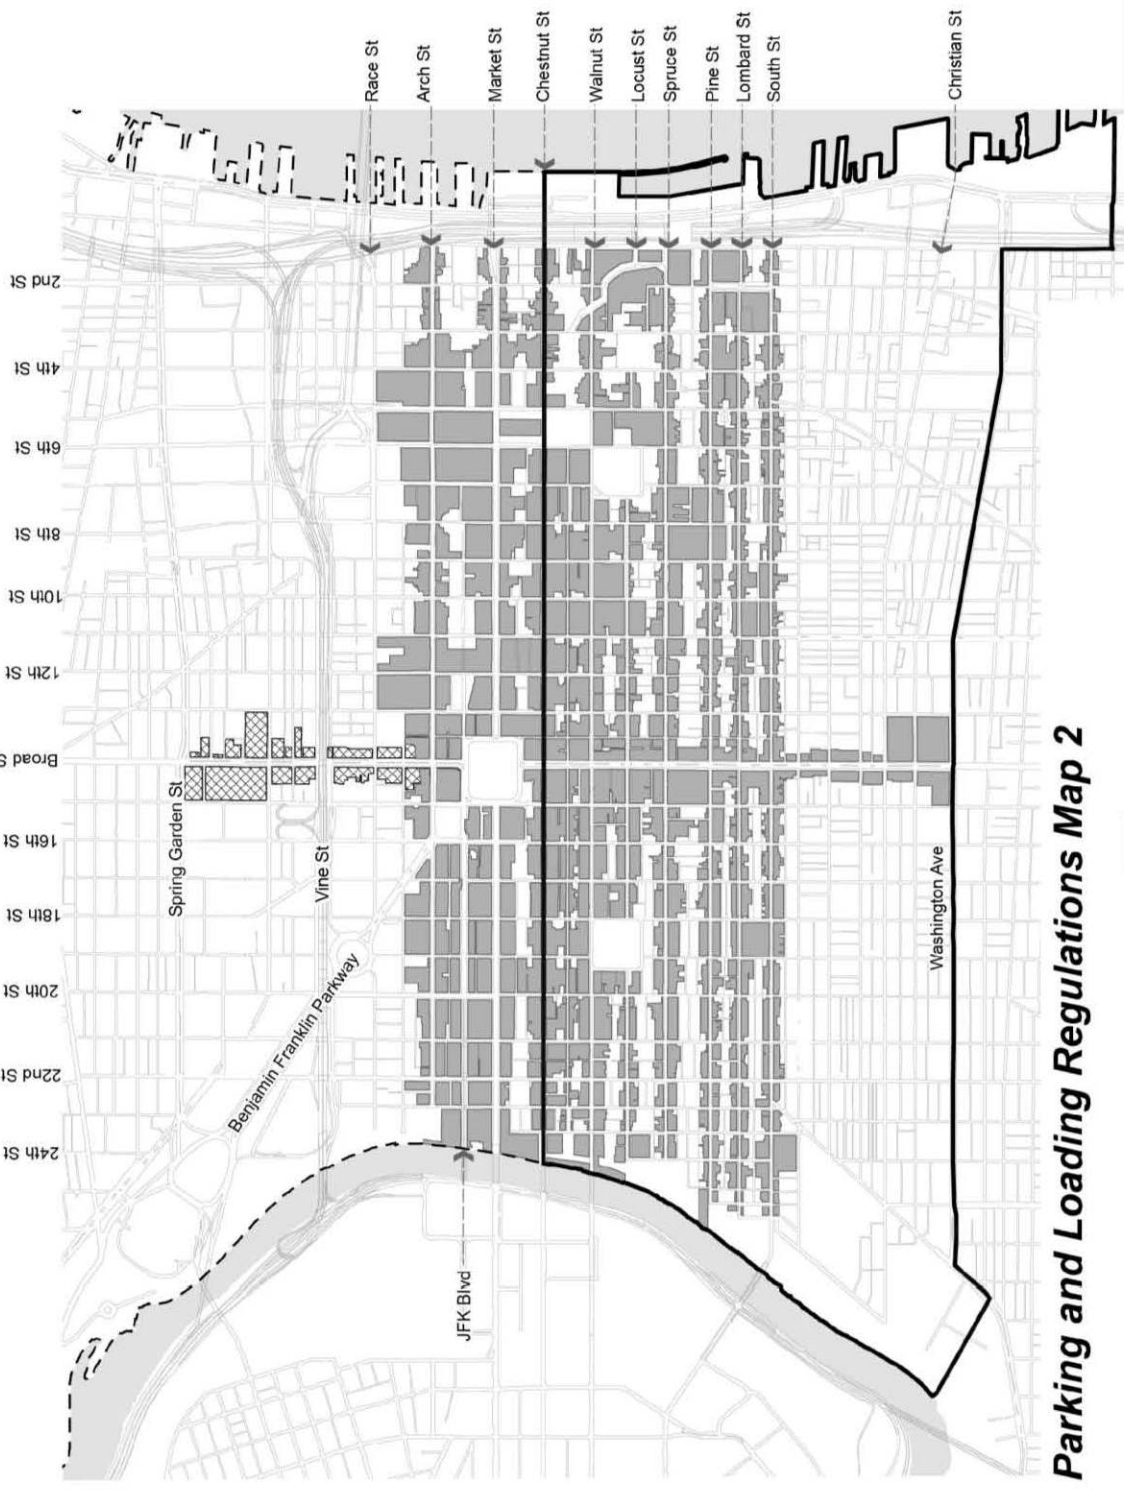 Race St
Arch St
Market St
Chestnut St
Walnut St
Locust St
Spruce St
Pine St
Lombard St
South St
Christian St
2nd St
4th St
6th St
8th St
10th St
12th St
Broad S
16th St
18th St
20th St
22nd St
24th St
Spring Garden St
Vine St
Benjamin Franklin Parkway
JFK Blvd
Washington Ave
Parking and Loading Regulations Map 2